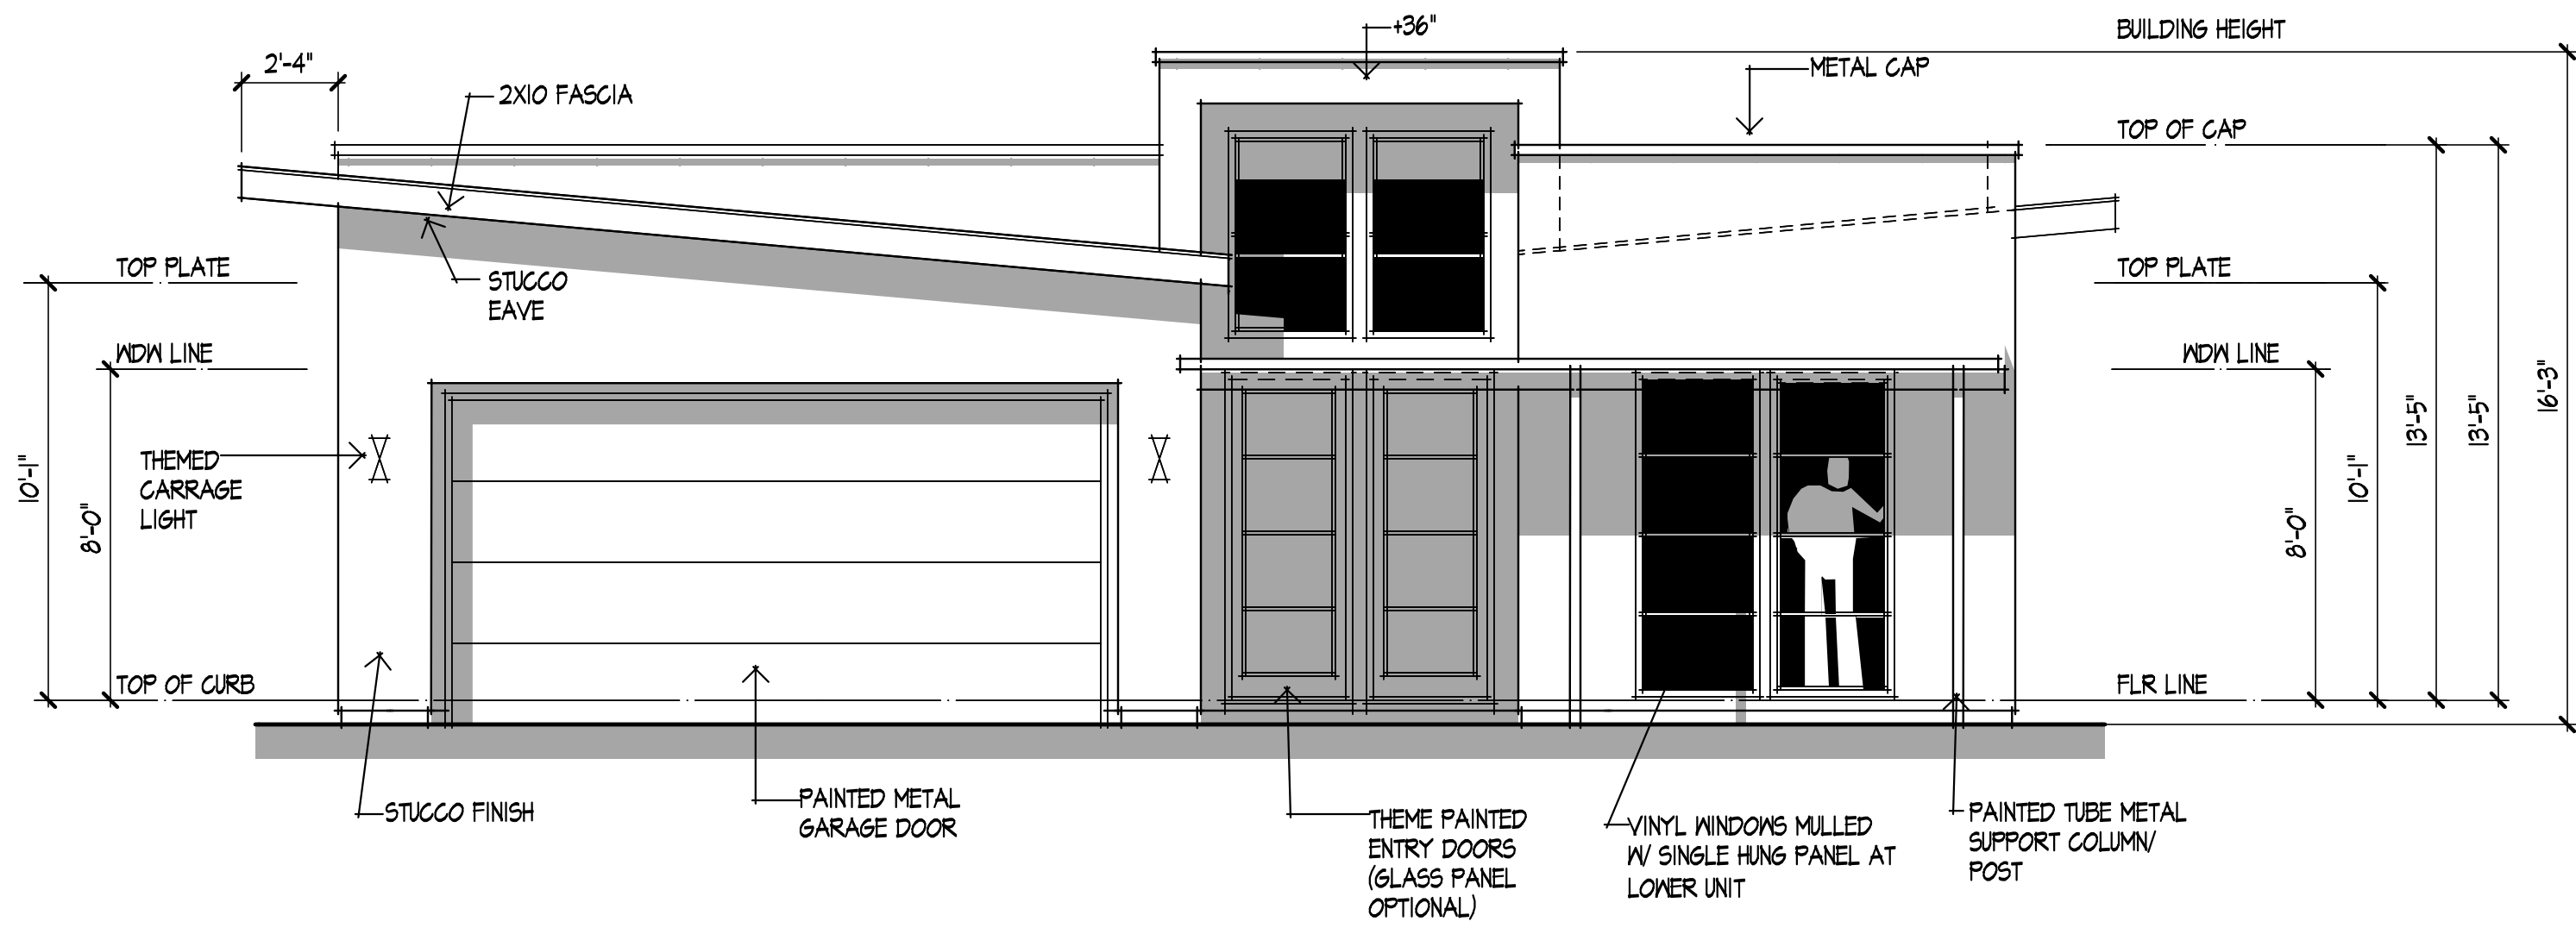 +36"
BUILDING HEIGHT
2'-4"
METAL CAP
2X10 FASCIA
TOP OF CAP
TOP PLATE
STUCCO
EAVE
TOP PLATE
WDW LINE
WDW LINE
16'-3"
13'-5"
13'-5"
10'-1"
8'-0"
THEMED
CARRAGE
LIGHT
10'-1"
8'-0"
TOP OF CURB
FLR LINE
STUCCO FINISH
PAINTED METAL
GARAGE DOOR
THEME PAINTED
ENTRY DOORS
(GLASS PANEL
OPTIONAL)
VINYL WINDOWS MULLED
W/ SINGLE HUNG PANEL AT
LOWER UNIT
PAINTED TUBE METAL
SUPPORT COLUMN/
POST